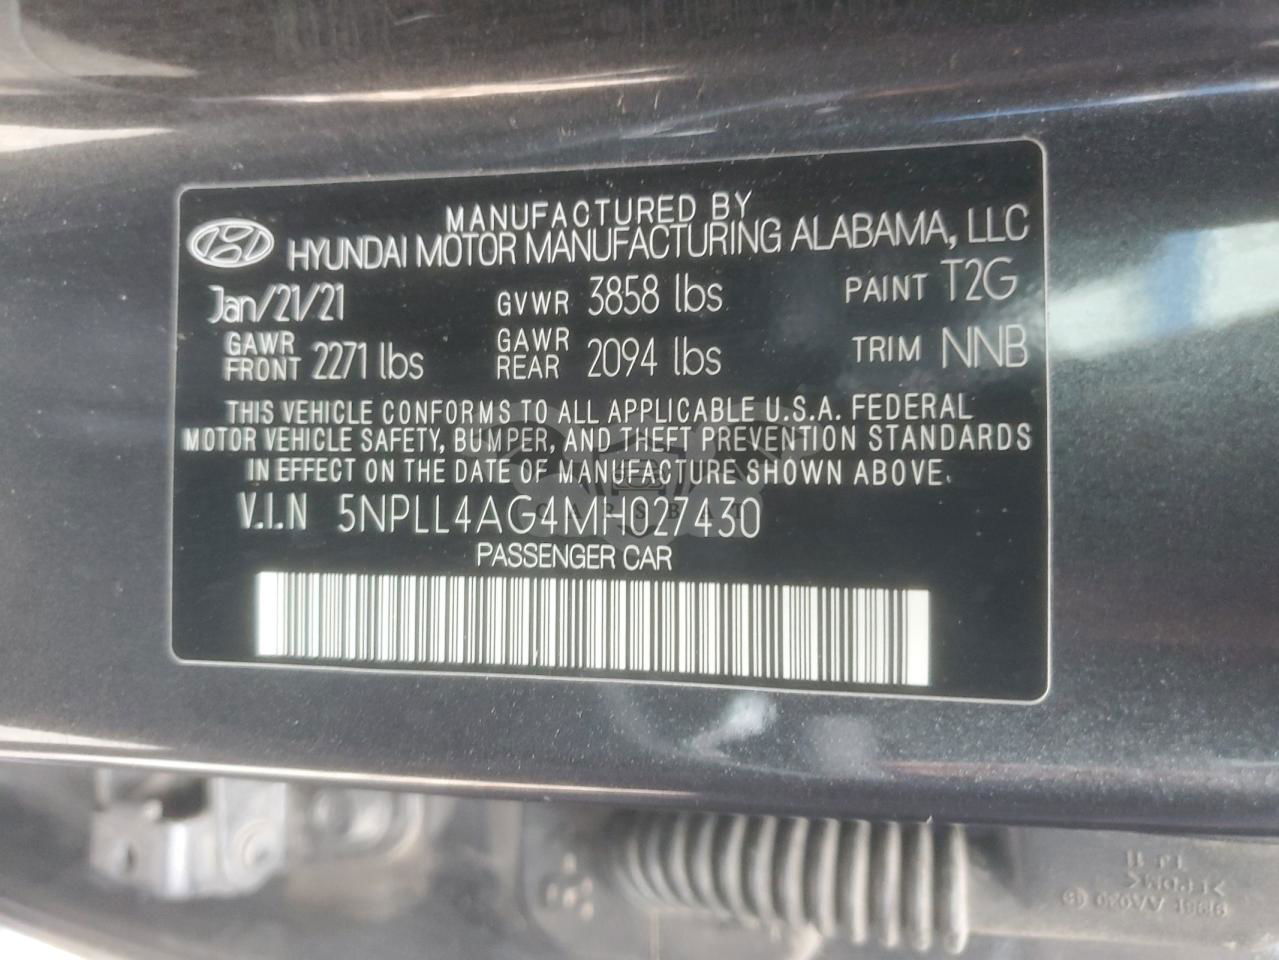 MANUFACTURED BY
HYUNDAI MOTOR MANUFACTURING ALABAMA, LLC
Jan/21/21 GVWR 3858 lbs PAINT T2G
GAWR FRONT 2271 lbs GAWR REAR 2094 lbs TRIM NNB
THIS VEHICLE CONFORMS TO ALL APPLICABLE U.S.A. FEDERAL
MOTOR VEHICLE SAFETY, BUMPER, AND THEFT PREVENTION STANDARDS
IN EFFECT ON THE DATE OF MANUFACTURE SHOWN ABOVE.
V.I.N 5NPLL4AG4MH027430
PASSENGER CAR